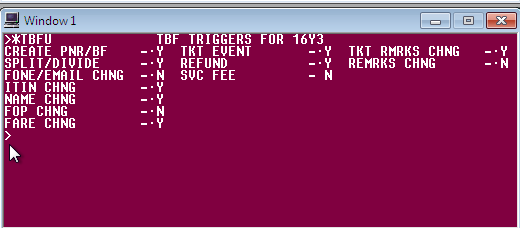 Window 1
>*TBFU TBF TRIGGERS FOR 16Y3
CREATE PNR/BF -·Y TKT EVENT -·Y TKT RMRKS CHNG -·Y
SPLIT/DIVIDE -·Y REFUND -·Y REMRKS CHNG -·N
FONE/EMAIL CHNG -·N SVC FEE - N
ITIN CHNG -·Y
NAME CHNG -·Y
FOP CHNG -·N
FARE CHNG -·Y
>